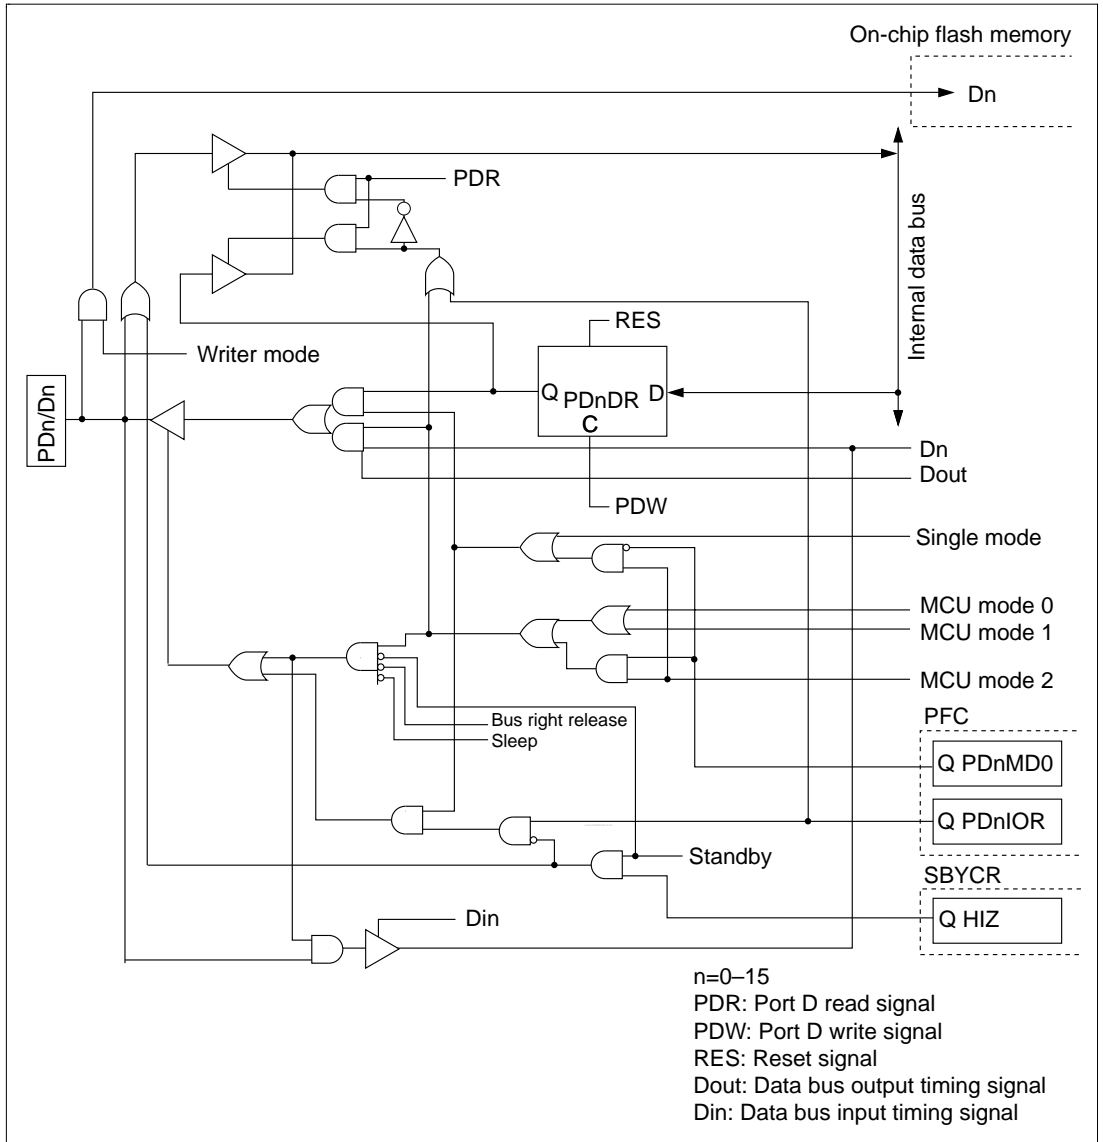 On-chip flash memory
Dn
PDR
Internal data bus
RES
Writer mode
PDn/Dn
Q PDnDR D
C
Dn
Dout
PDW
Single mode
MCU mode 0
MCU mode 1
MCU mode 2
PFC
Bus right release
Sleep
Q PDnMD0
Q PDnIOR
Standby
SBYCR
Q HIZ
Din
n=0–15
PDR: Port D read signal
PDW: Port D write signal
RES: Reset signal
Dout: Data bus output timing signal
Din: Data bus input timing signal